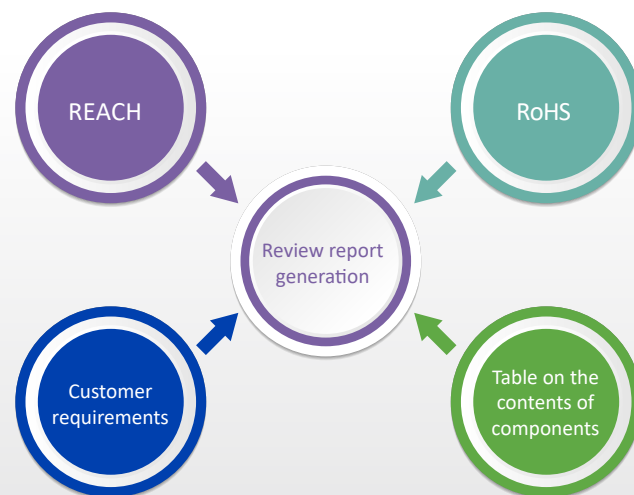 REACH
RoHS
Review report
generation
Customer
requirements
Table on the
contents of
components